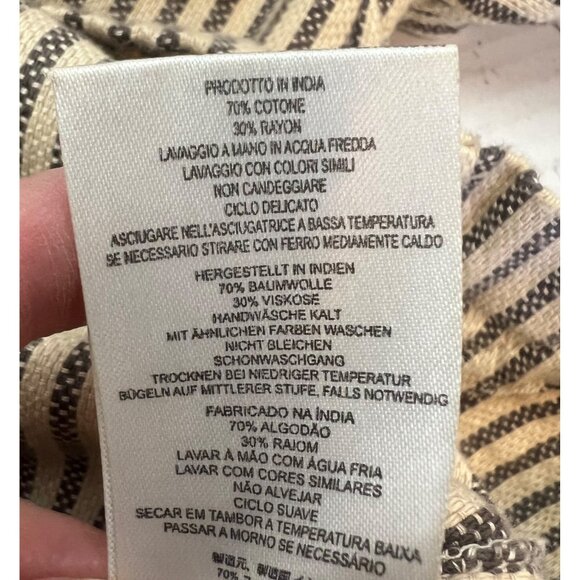 PRODOTTO IN INDIA
70% COTONE
30% RAYON
LAVAGGIO A MANO IN ACQUA FREDDA
LAVAGGIO CON COLORI SIMILI
NON CANDEGGIARE
CICLO DELICATO
ASCIUGARE NELL'ASCIUGATRICE A BASSA TEMPERATURA
SE NECESSARIO STIRARE CON FERRO MEDIAMENTE CALDO
HERGESTELLT IN INDIEN
70% BAUMWOLLE
30% VISKOSE
HANDWÄSCHE KALT
MIT ÄHNLICHEN FARBEN WASCHEN
NICHT BLEICHEN
SCHONWASCHGANG
TROCKNEN BEI NIEDRIGER TEMPERATUR
BÜGELN AUF MITTLERER STUFE, FALLS NOTWENDIG
FABRICADO NA ÍNDIA
70% ALGODÃO
30% RAIOM
LAVAR À MÃO COM ÁGUA FRIA
LAVAR COM CORES SIMILARES
NÃO ALVEJAR
CICLO SUAVE
SECAR EM TAMBOR A TEMPERATURA BAIXA
PASSAR A MORNO SE NECESSÁRIO
70%